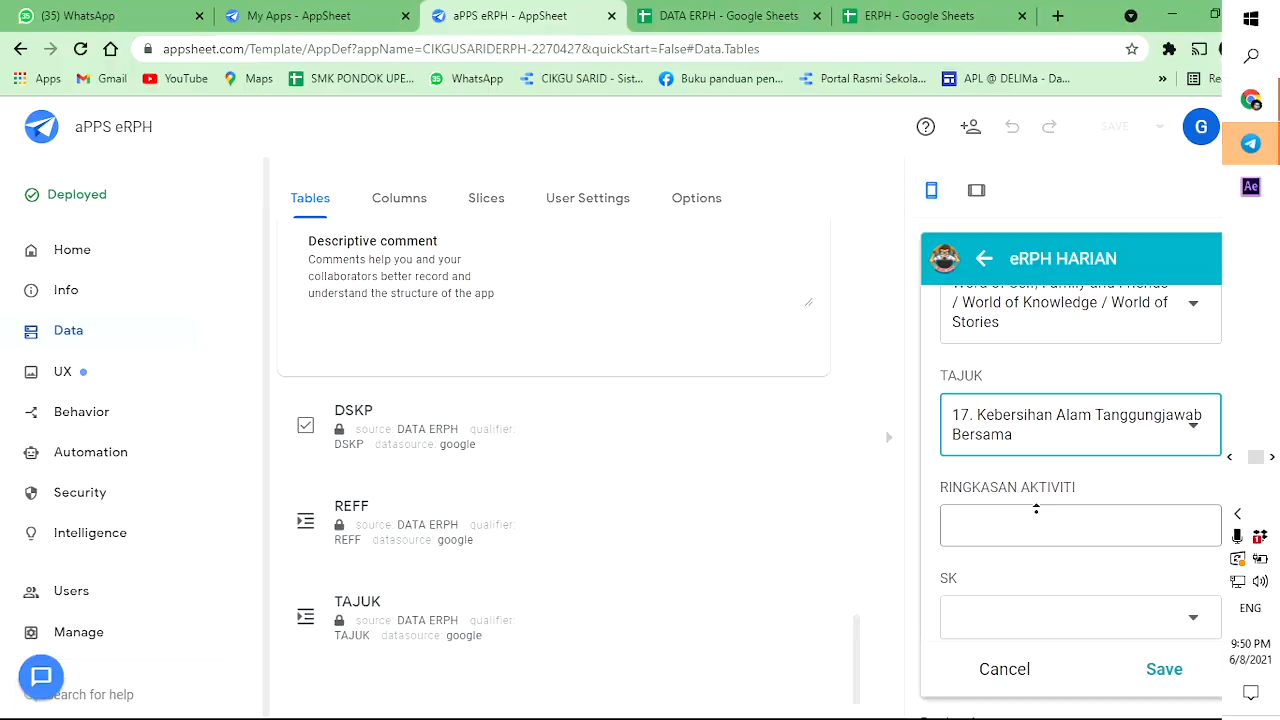 (35) WhatsApp
My Apps - AppSheet
aPPS eRPH - AppSheet
DATA ERPH - Google Sheets
ERPH - Google Sheets
appsheet.com/Template/AppDef?appName=CIKGUSARIDERPH-2270427&quickStart=False#Data.Tables
Apps
Gmail
YouTube
Maps
SMK PONDOK UPE...
WhatsApp
CIKGU SARID - Sist...
Buku panduan pen...
Portal Rasmi Sekola...
APL @ DELIMa - Da...
Re
aPPS eRPH
SAVE
G
Deployed
Home
Info
Data
UX
Behavior
Automation
Security
Intelligence
Users
Manage
search for help
Tables
Columns
Slices
User Settings
Options
Descriptive comment
Comments help you and your
collaborators better record and
understand the structure of the app
DSKP
source: DATA ERPH qualifier:
DSKP datasource: google
REFF
source: DATA ERPH qualifier:
REFF datasource: google
TAJUK
source: DATA ERPH qualifier:
TAJUK datasource: google
eRPH HARIAN
/ World of Knowledge / World of
Stories
TAJUK
17. Kebersihan Alam Tanggungjawab
Bersama
RINGKASAN AKTIVITI
SK
Cancel
Save
Ae
ENG
9:50 PM
6/8/2021